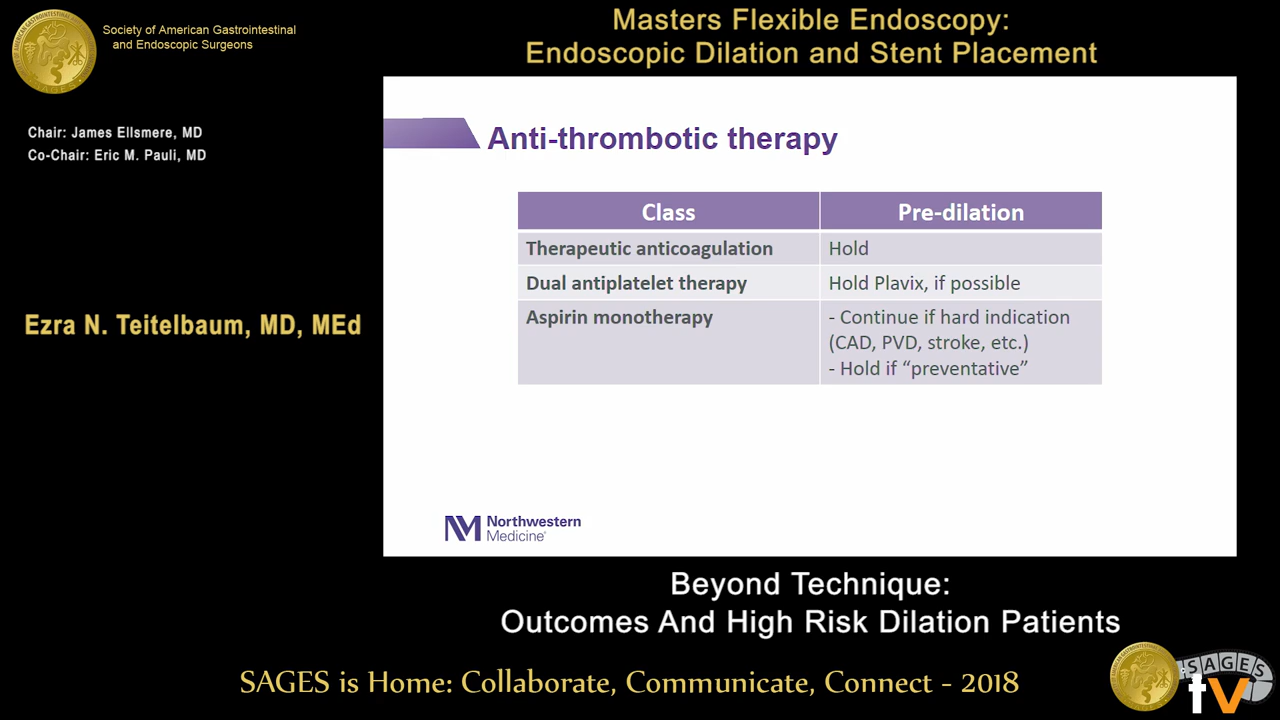 Society of American Gastrointestinal
and Endoscopic Surgeons
Masters Flexible Endoscopy:
Endoscopic Dilation and Stent Placement
Chair: James Ellsmere, MD
Co-Chair: Eric M. Pauli, MD
Ezra N. Teitelbaum, MD, MEd
Anti-thrombotic therapy
Class Pre-dilation
Therapeutic anticoagulation Hold
Dual antiplatelet therapy Hold Plavix, if possible
Aspirin monotherapy - Continue if hard indication
(CAD, PVD, stroke, etc.)
- Hold if “preventative”
NM Northwestern
Medicine®
Beyond Technique:
Outcomes And High Risk Dilation Patients
SAGES is Home: Collaborate, Communicate, Connect - 2018
SAGES
tv